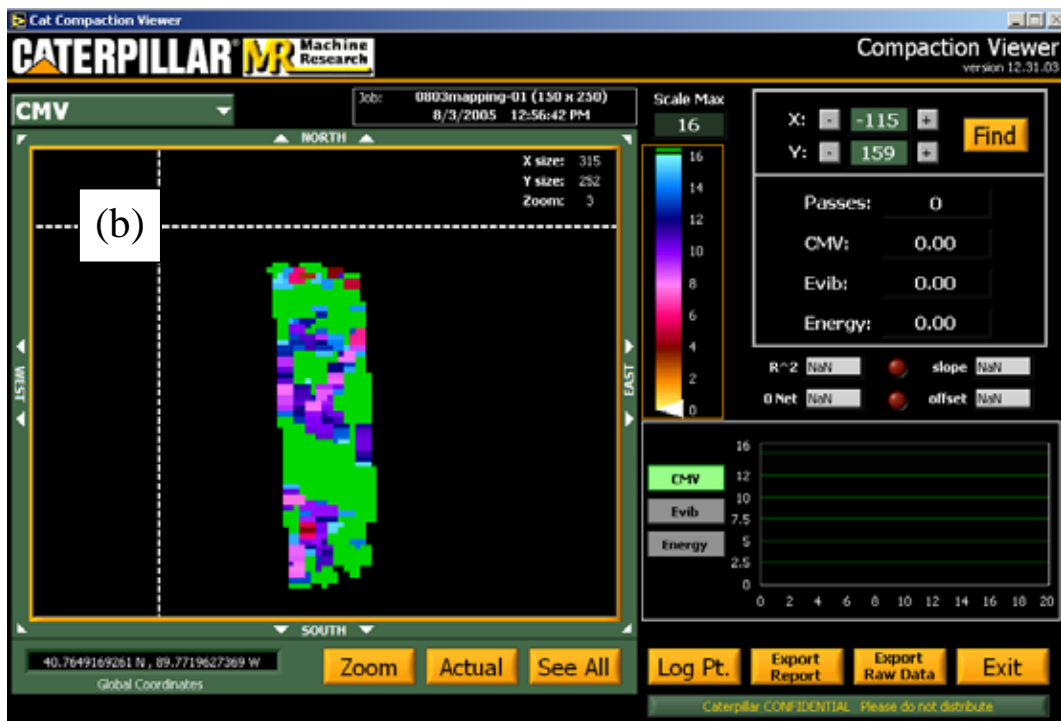 Cat Compaction Viewer
CATERPILLAR® MR Machine Research
Compaction Viewer
version 12.31.03
CMV
Job: 0803mapping-01 (150 x 250)
8/3/2005 12:56:42 PM
NORTH
X size: 315
Y size: 252
Zoom: 3
(b)
WEST
EAST
SOUTH
40.7649169261 N , 89.7719627369 W
Global Coordinates
Zoom
Actual
See All
Scale Max
16
16
14
12
10
8
6
4
2
0
X: - -115 +
Y: - 159 +
Find
Passes: 0
CMV: 0.00
Evib: 0.00
Energy: 0.00
R^2 NaN slope NaN
0 Net NaN offset NaN
CMV
Evib
Energy
16
12
10
7.5
5
2.5
0
0 2 4 6 8 10 12 14 16 18 20
Log Pt.
Export Report
Export Raw Data
Exit
Caterpillar CONFIDENTIAL Please do not distribute